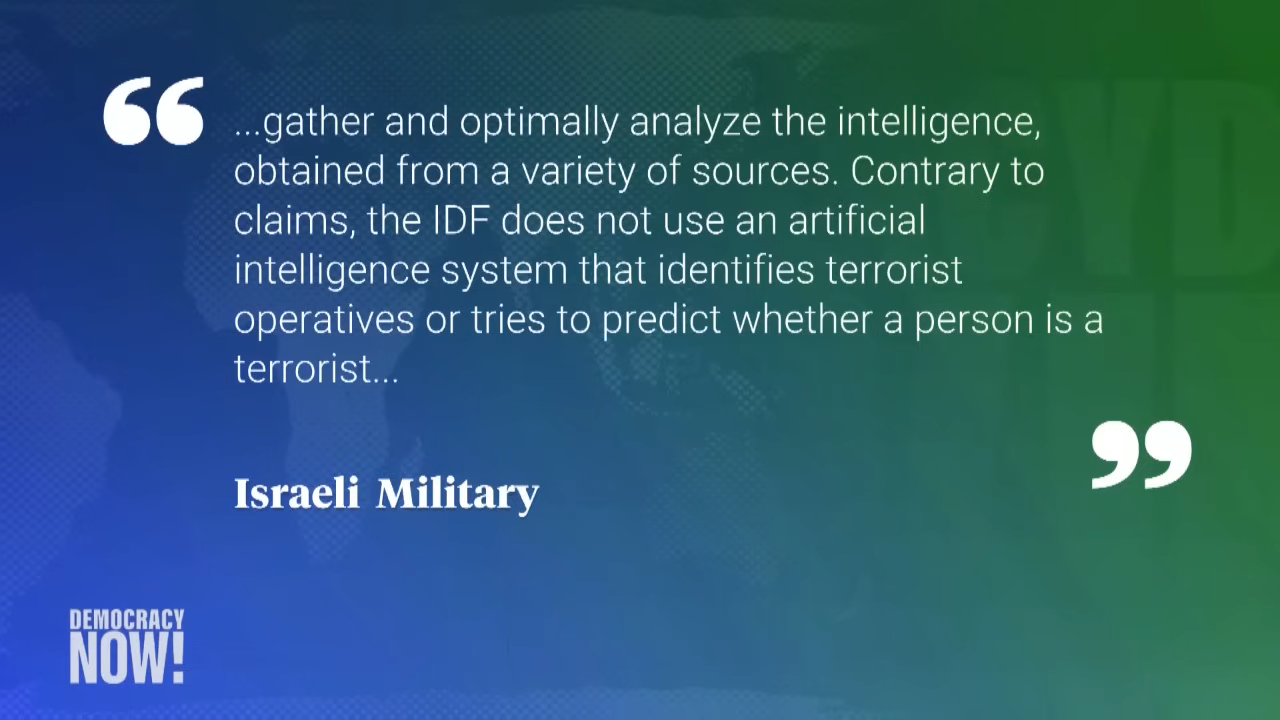 “
...gather and optimally analyze the intelligence,
obtained from a variety of sources. Contrary to
claims, the IDF does not use an artificial
intelligence system that identifies terrorist
operatives or tries to predict whether a person is a
terrorist...
”
Israeli Military
DEMOCRACY
NOW!